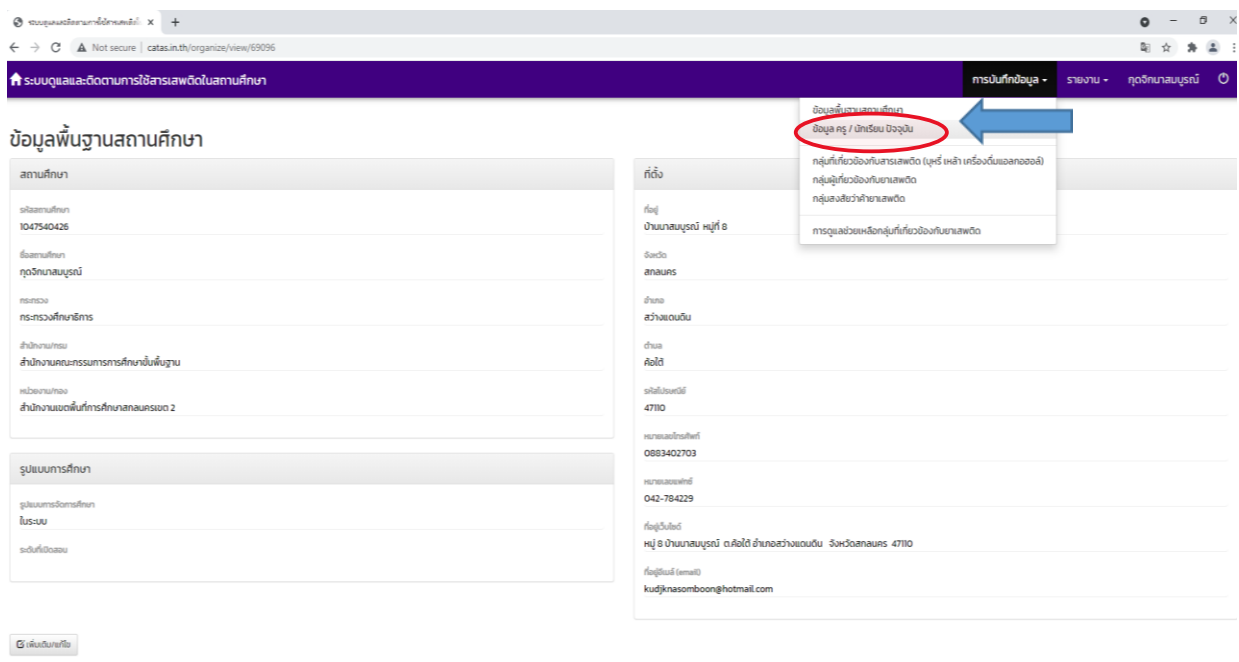 ระบบดูแลและติดตามการใช้สารเสพติดใ
Not secure | catas.in.th/organize/view/69096
ระบบดูแลและติดตามการใช้สารเสพติดในสถานศึกษา
การบันทึกข้อมูล
รายงาน
กุดจิกนาสมบูรณ์
ข้อมูลพื้นฐานสถานศึกษา
ข้อมูล ครู / นักเรียน ปัจจุบัน
กลุ่มที่เกี่ยวข้องกับสารเสพติด (บุหรี่ เหล้า เครื่องดื่มแอลกอฮอล์)
กลุ่มผู้เกี่ยวข้องกับยาเสพติด
กลุ่มสงสัยว่าค้ายาเสพติด
การดูแลช่วยเหลือกลุ่มที่เกี่ยวข้องกับยาเสพติด
ข้อมูลพื้นฐานสถานศึกษา
สถานศึกษา
รหัสสถานศึกษา
1047540426
ชื่อสถานศึกษา
กุดจิกนาสมบูรณ์
กระทรวง
กระทรวงศึกษาธิการ
สำนักงาน/กรม
สำนักงานคณะกรรมการการศึกษาขั้นพื้นฐาน
หน่วยงาน/กอง
สำนักงานเขตพื้นที่การศึกษาสกลนครเขต 2
รูปแบบการศึกษา
รูปแบบการจัดการศึกษา
ในระบบ
ระดับที่เปิดสอน
ที่ตั้ง
ที่อยู่
บ้านนาสมบูรณ์ หมู่ที่ 8
จังหวัด
สกลนคร
อำเภอ
สว่างแดนดิน
ตำบล
ค้อใต้
รหัสไปรษณีย์
47110
หมายเลขโทรศัพท์
0883402703
หมายเลขแฟกซ์
042-784229
ที่อยู่เว็บไซต์
หมู่ 8 บ้านนาสมบูรณ์ ต.ค้อใต้ อำเภอสว่างแดนดิน จังหวัดสกลนคร 47110
ที่อยู่อีเมล์ (email)
kudjknasomboon@hotmail.com
เพิ่มเติม/แก้ไข